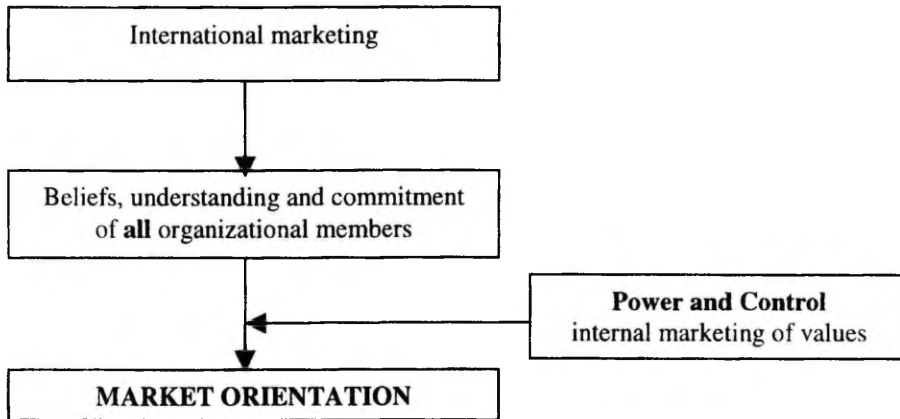 International marketing
Beliefs, understanding and commitment
of all organizational members
Power and Control
internal marketing of values
MARKET ORIENTATION